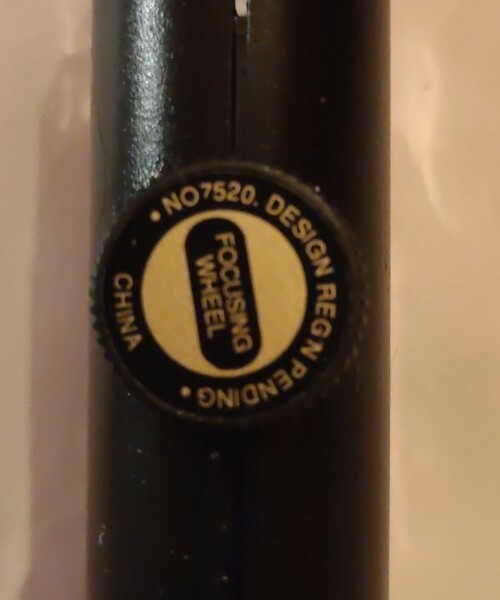 • NO7520. DESIGN REGN PENDING •
CHINA
FOCUSING
WHEEL